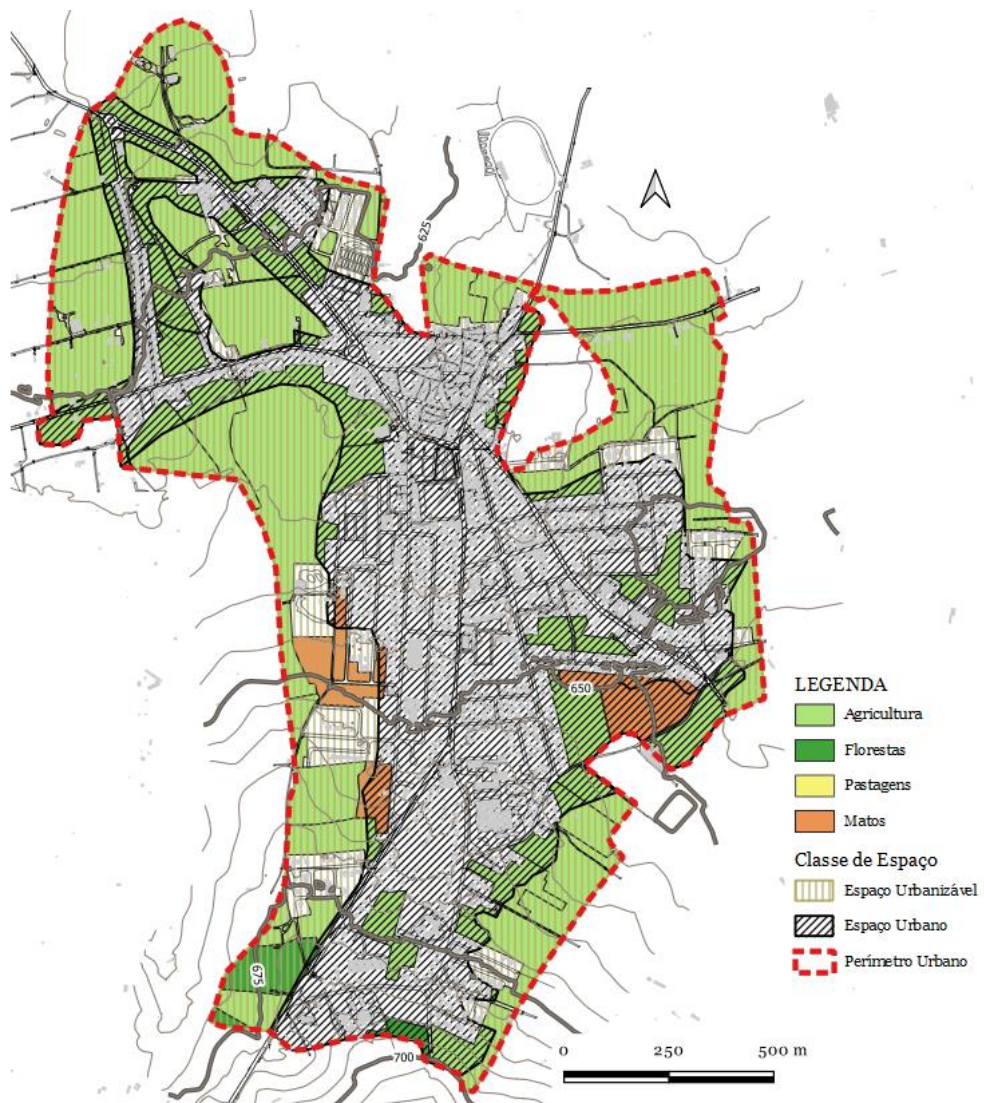 625
650
675
700
LEGENDA
Agricultura
Florestas
Pastagens
Matos
Classe de Espaço
Espaço Urbanizável
Espaço Urbano
Perímetro Urbano
0 250 500 m